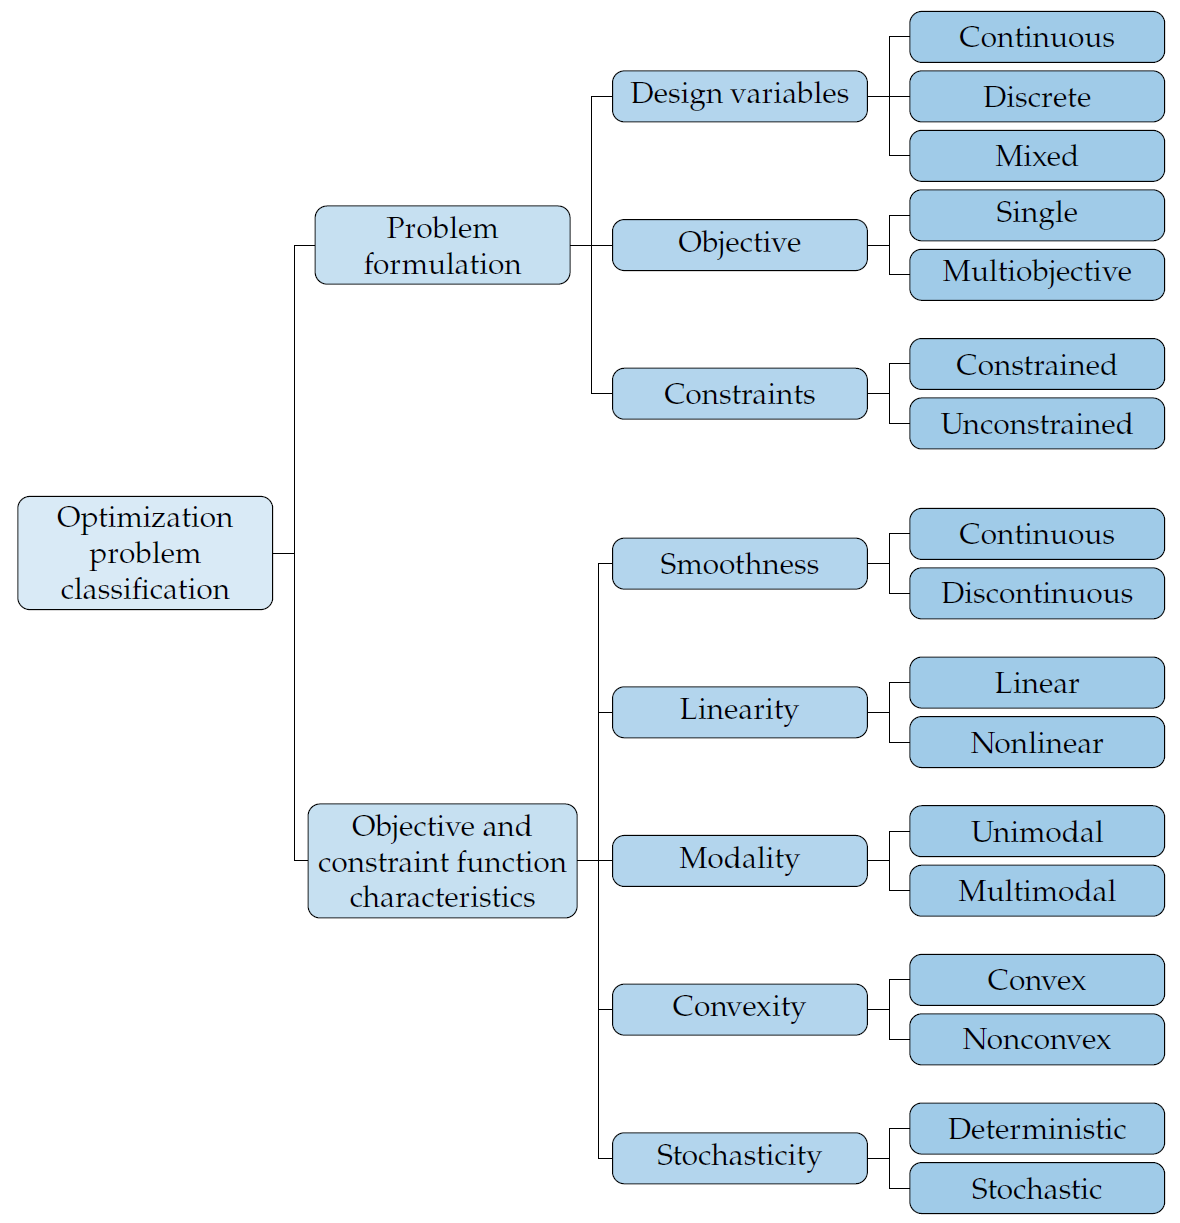 Optimization
problem
classification
Problem
formulation
Design variables
Continuous
Discrete
Mixed
Objective
Single
Multiobjective
Constraints
Constrained
Unconstrained
Objective and
constraint function
characteristics
Smoothness
Continuous
Discontinuous
Linearity
Linear
Nonlinear
Modality
Unimodal
Multimodal
Convexity
Convex
Nonconvex
Stochasticity
Deterministic
Stochastic